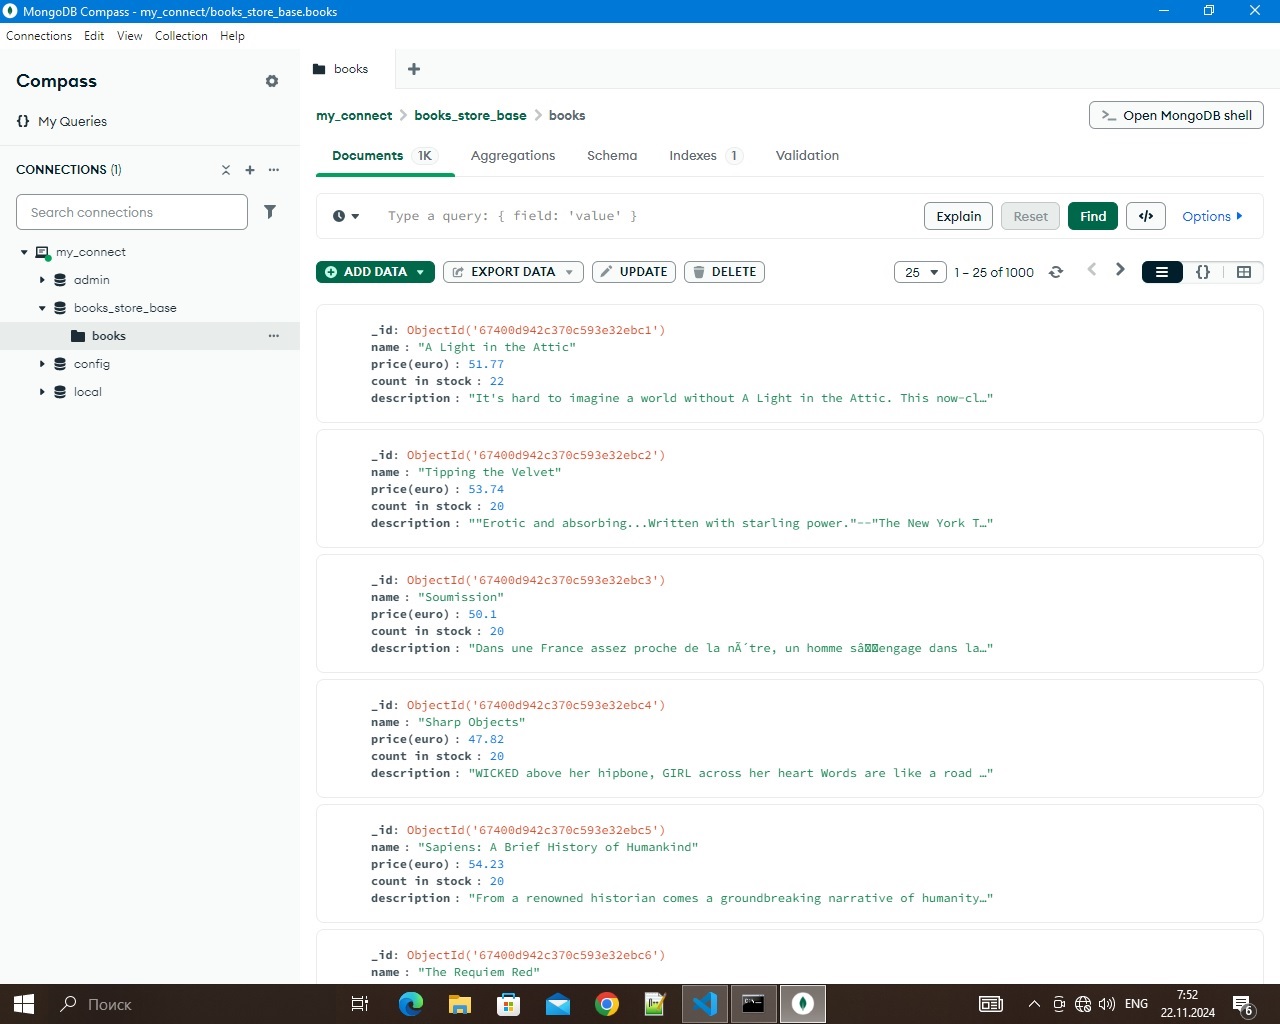 MongoDB Compass - my_connect/books_store_base.books
Connections Edit View Collection Help
Compass
{} My Queries
CONNECTIONS (1)
Search connections
my_connect
admin
books_store_base
books
config
local
books
my_connect > books_store_base > books
>_ Open MongoDB shell
Documents 1K Aggregations Schema Indexes 1 Validation
Type a query: { field: 'value' }
Explain Reset Find </> Options
ADD DATA EXPORT DATA UPDATE DELETE
25 1 – 25 of 1000 {}
_id: ObjectId('67400d942c370c593e32ebc1')
name : "A Light in the Attic"
price(euro) : 51.77
count in stock : 22
description : "It's hard to imagine a world without A Light in the Attic. This now-cl…"
_id: ObjectId('67400d942c370c593e32ebc2')
name : "Tipping the Velvet"
price(euro) : 53.74
count in stock : 20
description : ""Erotic and absorbing...Written with starling power."--"The New York T…"
_id: ObjectId('67400d942c370c593e32ebc3')
name : "Soumission"
price(euro) : 50.1
count in stock : 20
description : "Dans une France assez proche de la nÃ´tre, un homme sâengage dans la…"
_id: ObjectId('67400d942c370c593e32ebc4')
name : "Sharp Objects"
price(euro) : 47.82
count in stock : 20
description : "WICKED above her hipbone, GIRL across her heart Words are like a road …"
_id: ObjectId('67400d942c370c593e32ebc5')
name : "Sapiens: A Brief History of Humankind"
price(euro) : 54.23
count in stock : 20
description : "From a renowned historian comes a groundbreaking narrative of humanity…"
_id: ObjectId('67400d942c370c593e32ebc6')
name : "The Requiem Red"
Поиск
ENG
7:52
22.11.2024
6